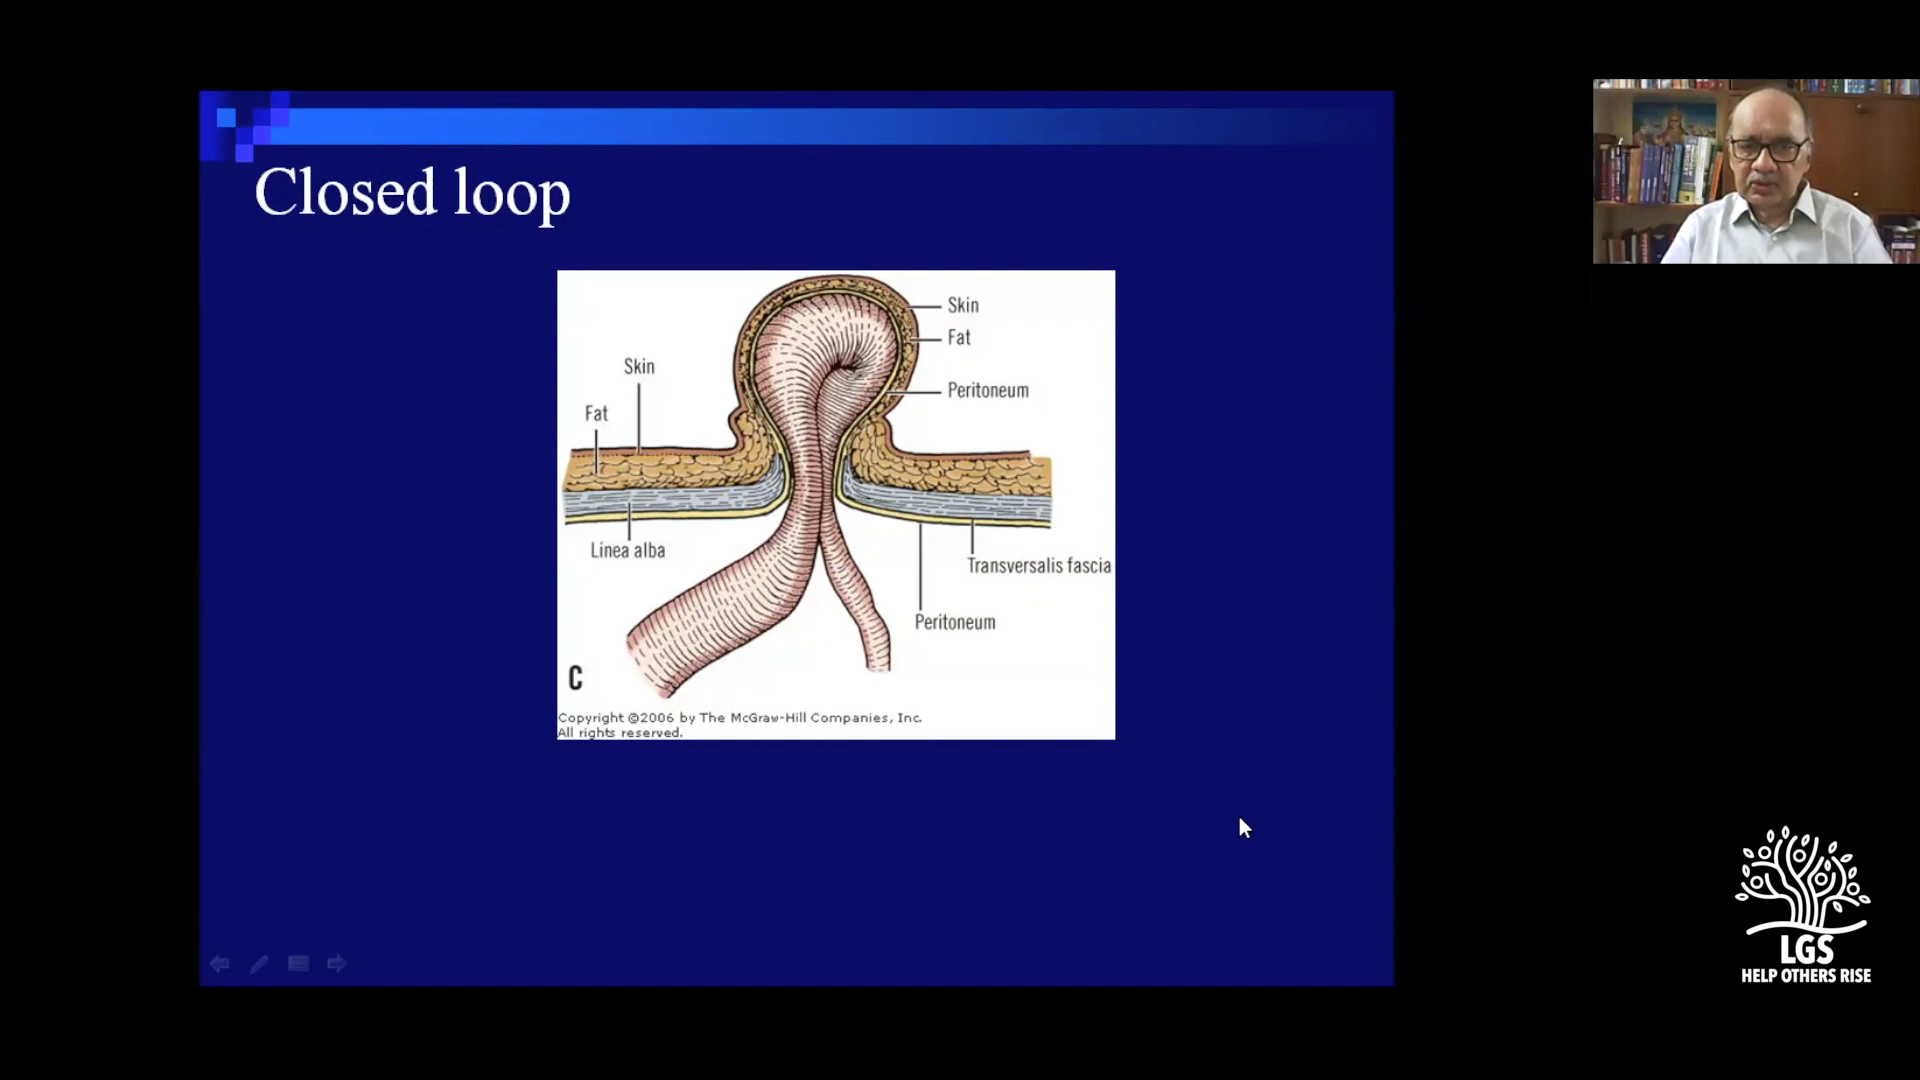 Closed loop
Skin
Fat
Peritoneum
Skin
Fat
Linea alba
Transversalis fascia
Peritoneum
C
Copyright ©2006 by The McGraw-Hill Companies, Inc.
All rights reserved.
LGS
HELP OTHERS RISE